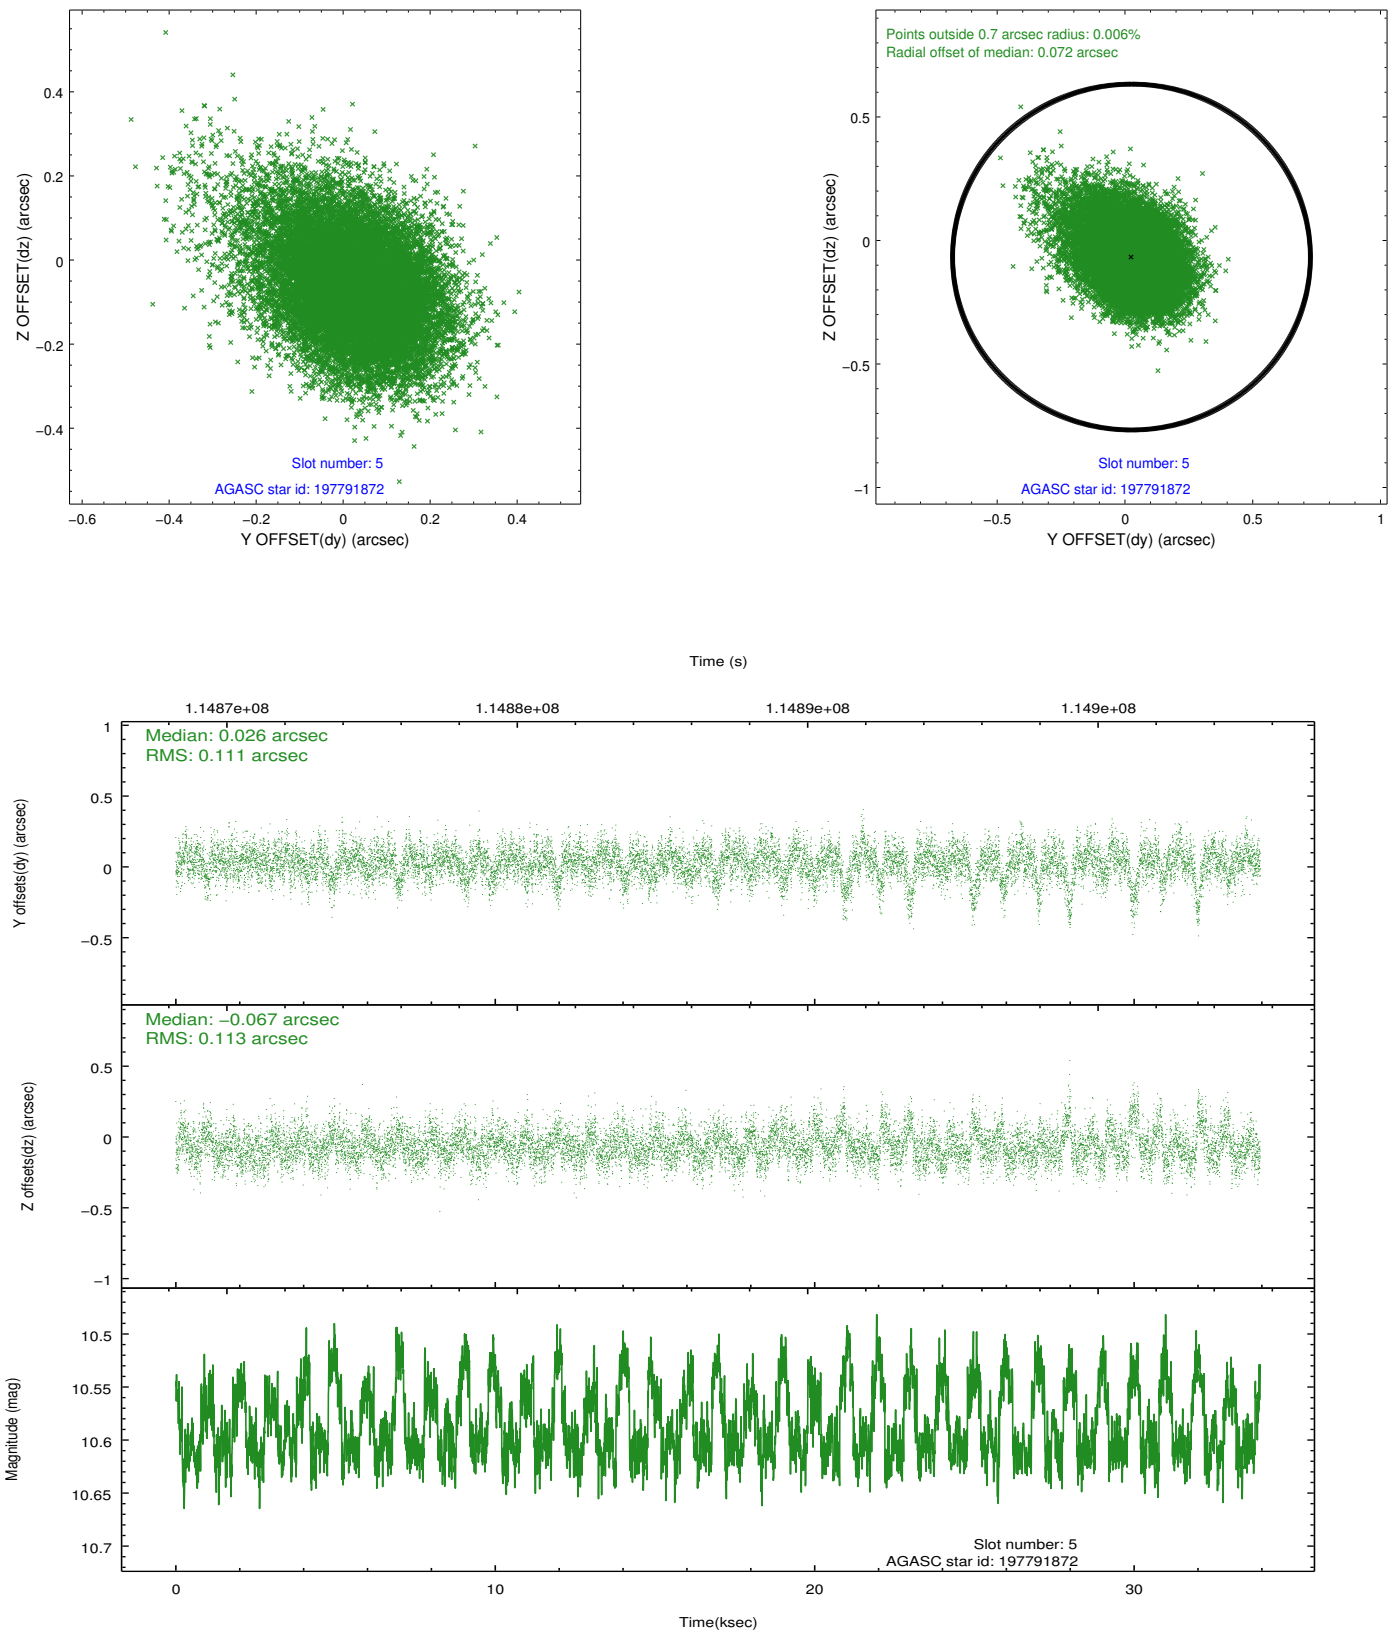 0.4
0.2
0
−0.2
−0.4
Z OFFSET(dz) (arcsec)
Slot number: 5
AGASC star id: 197791872
−0.6 −0.4 −0.2 0 0.2 0.4
Y OFFSET(dy) (arcsec)
Points outside 0.7 arcsec radius: 0.006%
Radial offset of median: 0.072 arcsec
0.5
0
−0.5
−1
Z OFFSET(dz) (arcsec)
Slot number: 5
AGASC star id: 197791872
−0.5 0 0.5 1
Y OFFSET(dy) (arcsec)
Time (s)
1.1487e+08 1.1488e+08 1.1489e+08 1.149e+08
Median: 0.026 arcsec
RMS: 0.111 arcsec
1
0.5
0
−0.5
Y offsets(dy) (arcsec)
Median: −0.067 arcsec
RMS: 0.113 arcsec
0.5
0
−0.5
−1
Z offsets(dz) (arcsec)
10.5
10.55
10.6
10.65
10.7
Magnitude (mag)
Slot number: 5
AGASC star id: 197791872
0 10 20 30
Time(ksec)